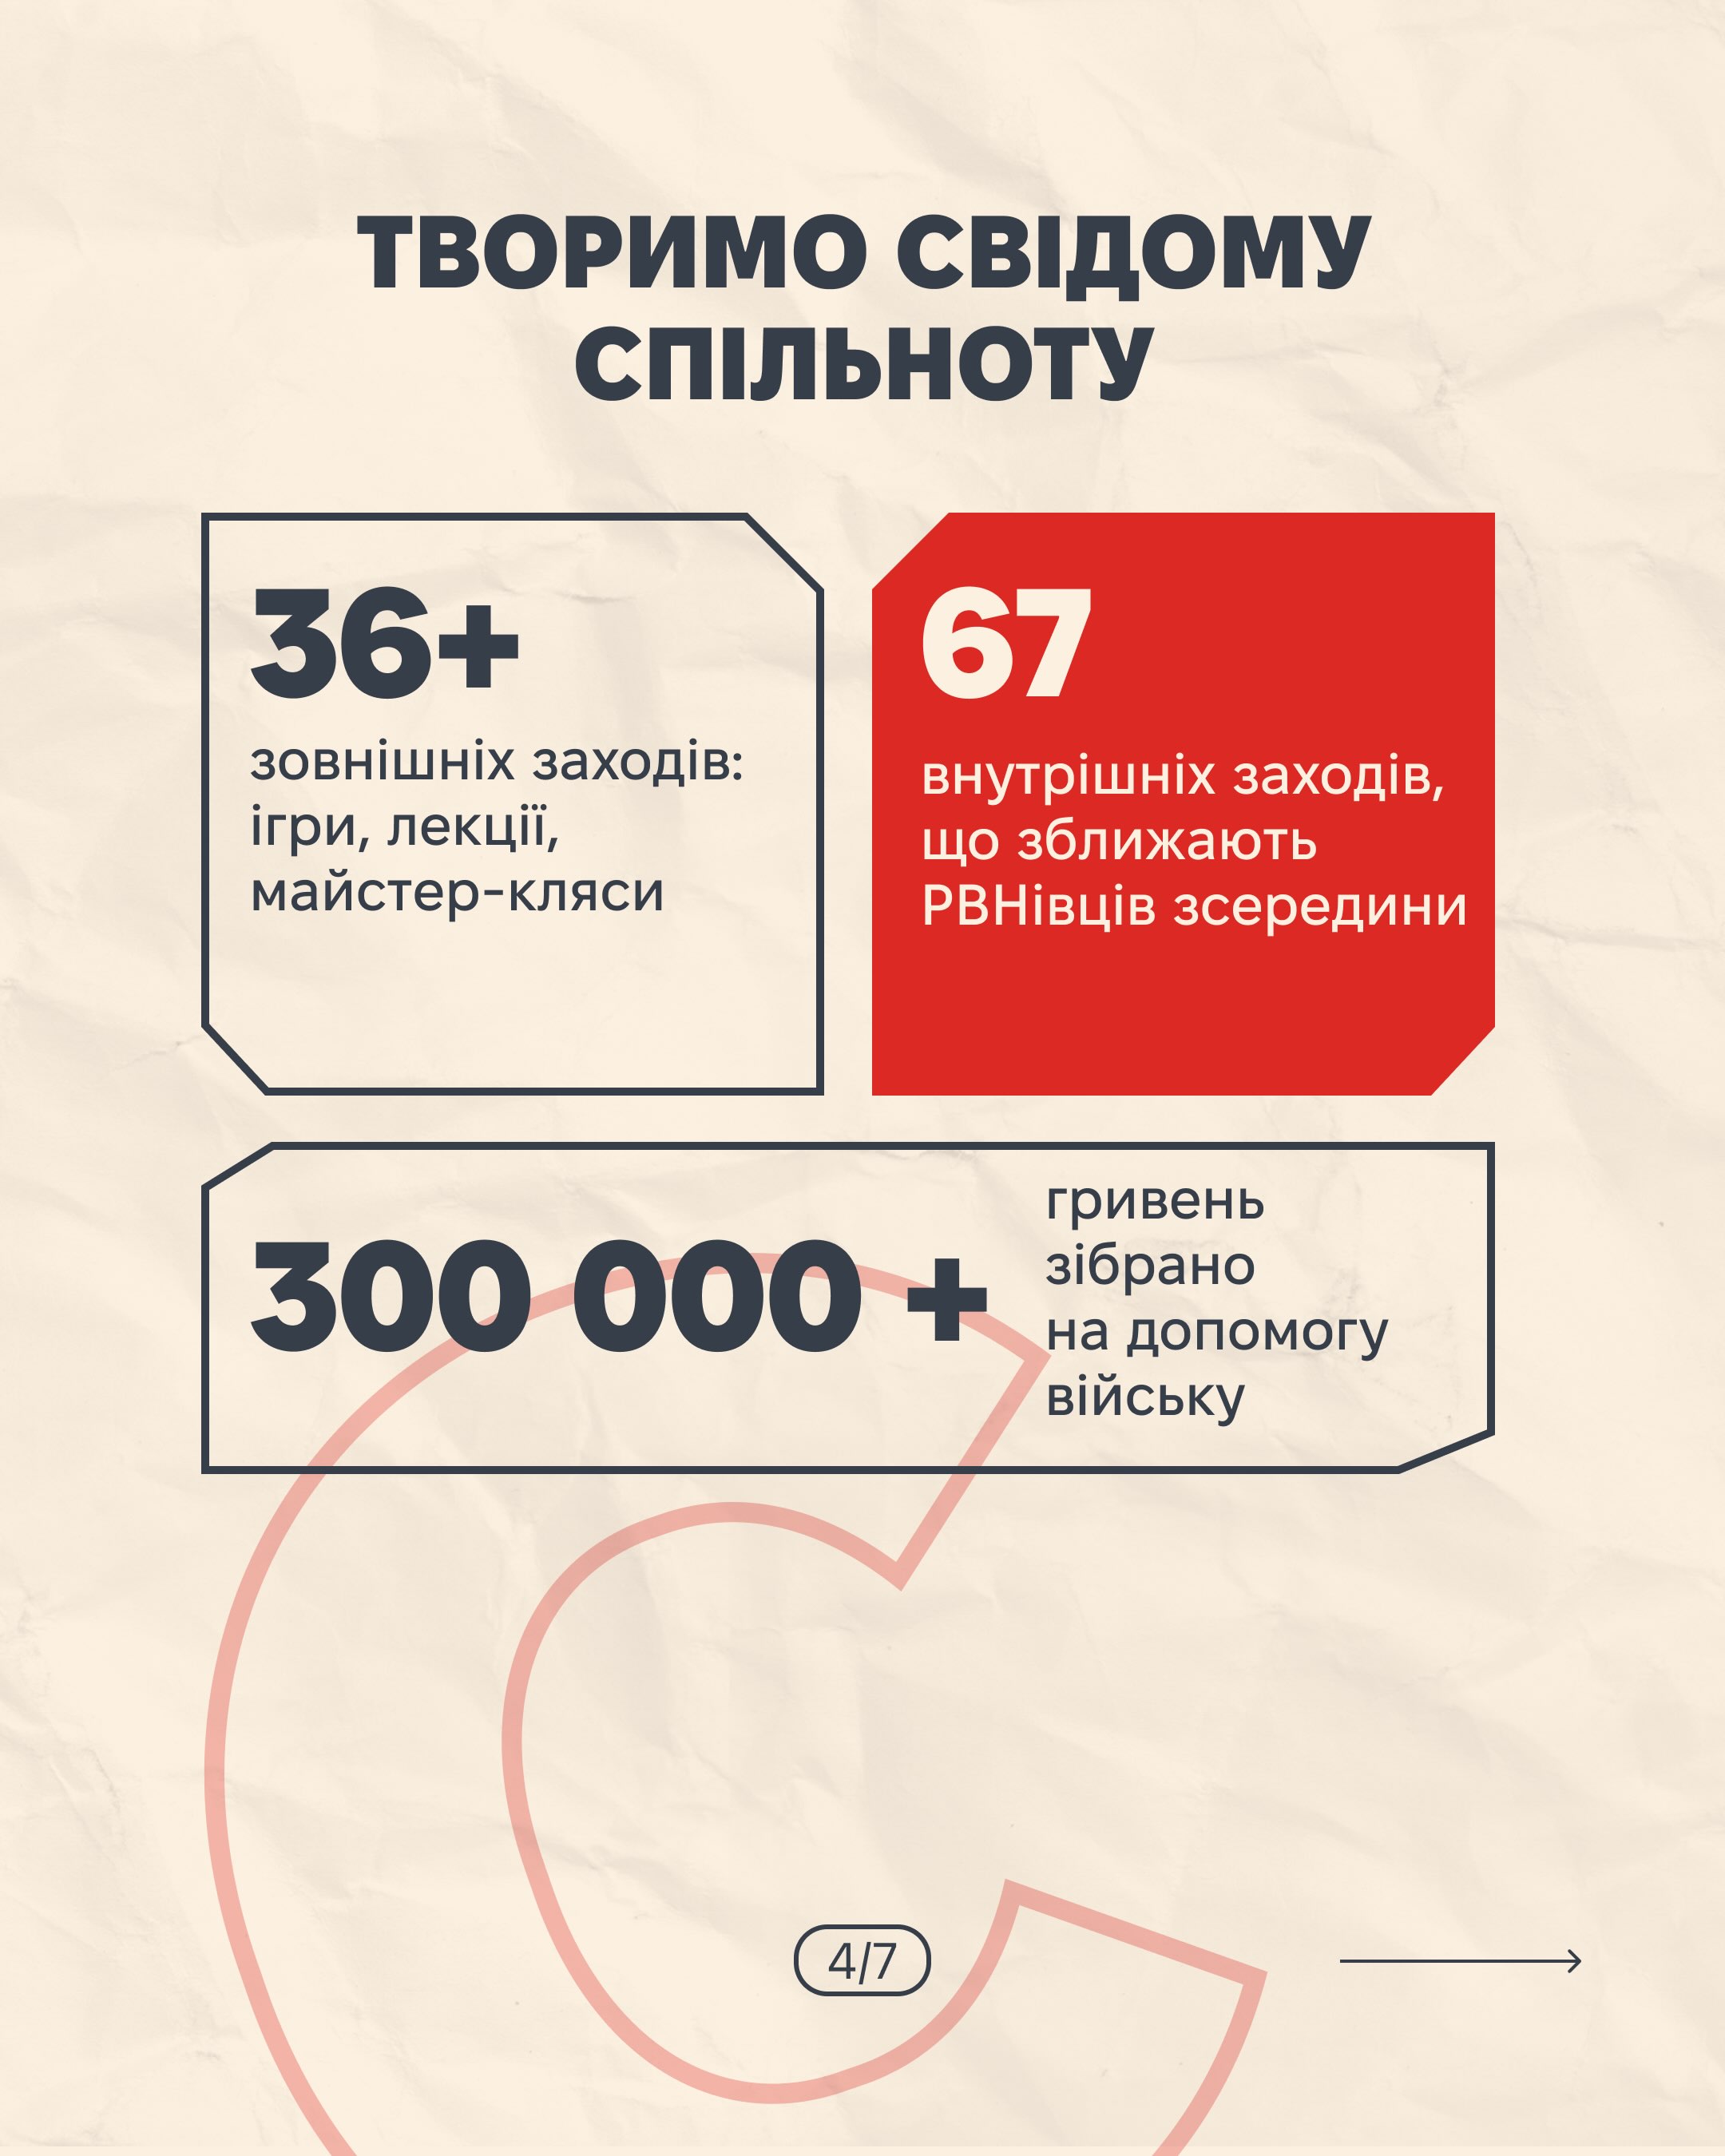 ТВОРИМО СВІДОМУ
СПІЛЬНОТУ
36+
зовнішніх заходів:
ігри, лекції,
майстер-кляси
67
внутрішніх заходів,
що зближають
РВНівців зсередини
300 000 +
гривень
зібрано
на допомогу
війську
4/7